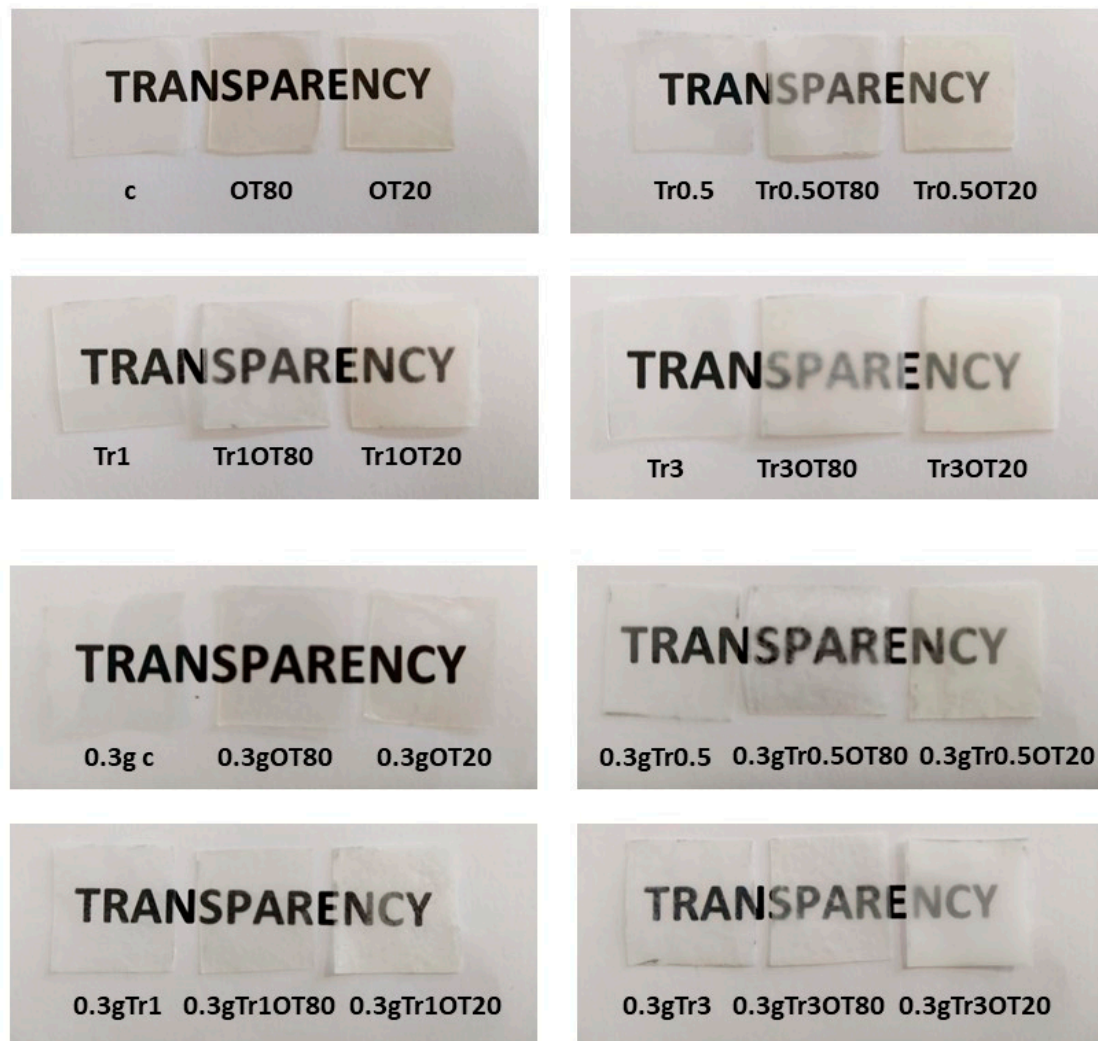 TRANSPARENCY
c OT80 OT20
TRANSPARENCY
Tr0.5 Tr0.5OT80 Tr0.5OT20
TRANSPARENCY
Tr1 Tr1OT80 Tr1OT20
TRANSPARENCY
Tr3 Tr3OT80 Tr3OT20
TRANSPARENCY
0.3g c 0.3gOT80 0.3gOT20
TRANSPARENCY
0.3gTr0.5 0.3gTr0.5OT80 0.3gTr0.5OT20
TRANSPARENCY
0.3gTr1 0.3gTr1OT80 0.3gTr1OT20
TRANSPARENCY
0.3gTr3 0.3gTr3OT80 0.3gTr3OT20